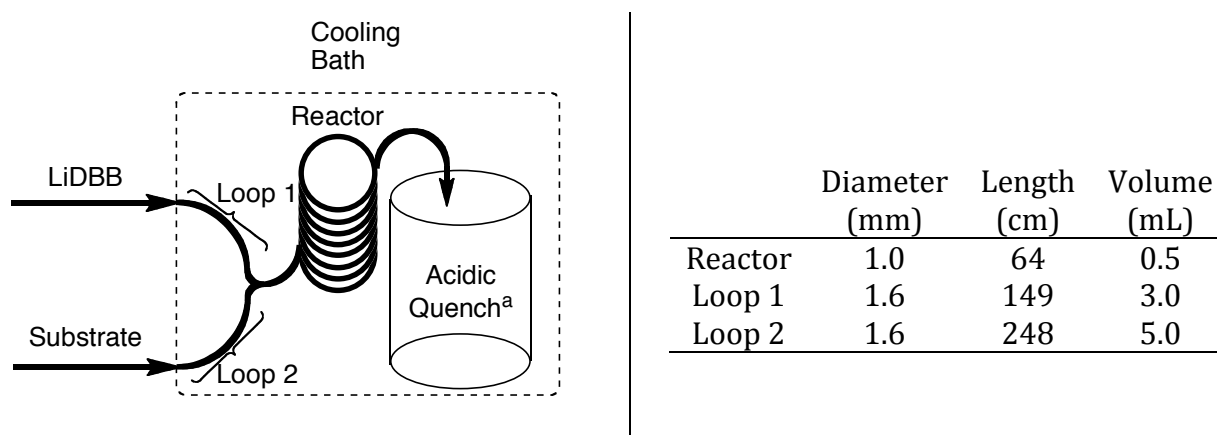 Cooling
Bath
Reactor
LiDBB
Loop 1
Acidic
Quenchᵃ
Substrate
Loop 2
Diameter Length Volume
(mm) (cm) (mL)
Reactor 1.0 64 0.5
Loop 1 1.6 149 3.0
Loop 2 1.6 248 5.0